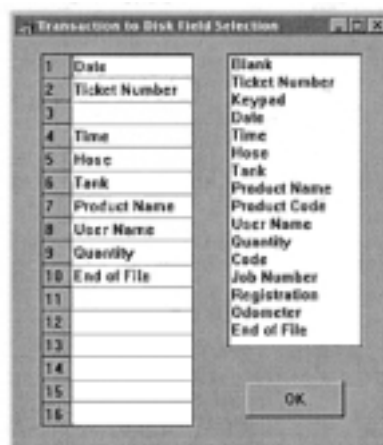 Transaction to Disk Field Selection
1 Date
2 Ticket Number
3
4 Time
5 Hose
6 Tank
7 Product Name
8 User Name
9 Quantity
10 End of File
11
12
13
14
15
16
Blank
Ticket Number
Keypad
Date
Time
Hose
Tank
Product Name
Product Code
User Name
Quantity
Code
Job Number
Registration
Odometer
End of File
OK